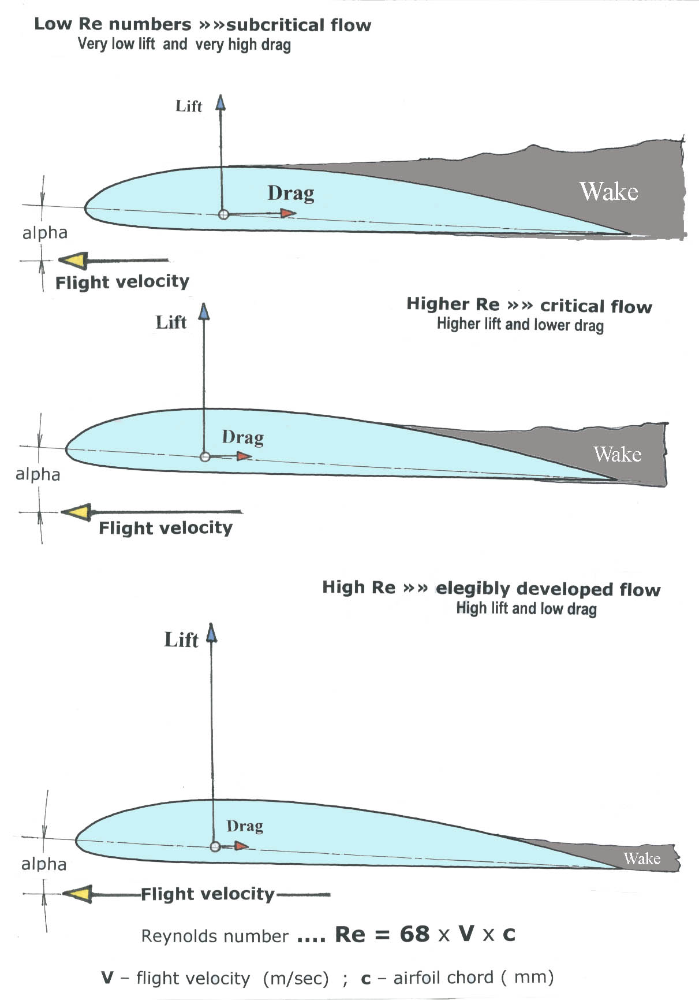 Low Re numbers »»subcritical flow
Very low lift and very high drag
Lift
Drag
Wake
alpha
Flight velocity
Higher Re »» critical flow
Higher lift and lower drag
Lift
Drag
Wake
alpha
Flight velocity
High Re »» elegibly developed flow
High lift and low drag
Lift
Drag
Wake
alpha
Flight velocity
Reynolds number .... Re = 68 x V x c
V – flight velocity (m/sec) ; c – airfoil chord ( mm)